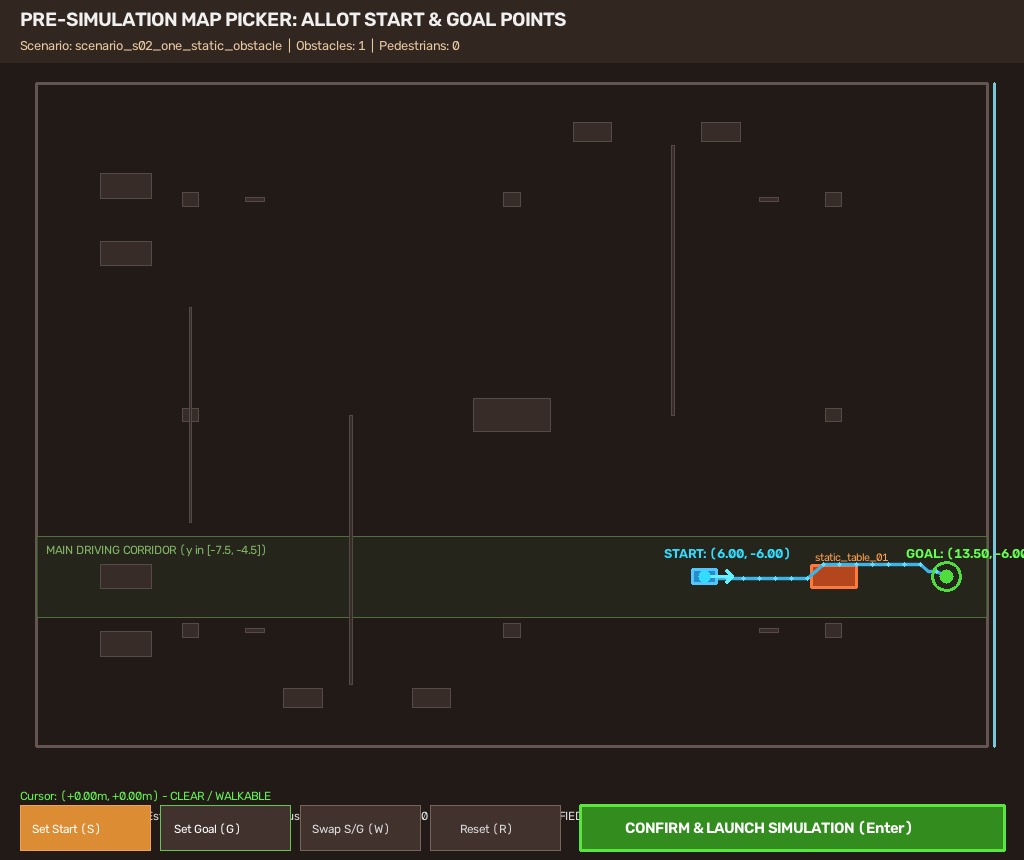 PRE-SIMULATION MAP PICKER: ALLOT START & GOAL POINTS
Scenario: scenario_s02_one_static_obstacle | Obstacles: 1 | Pedestrians: 0
MAIN DRIVING CORRIDOR (y in [-7.5, -4.5])
START: (6.00, -6.00)
static_table_01
GOAL: (13.50, -6.00
Cursor: (+0.00m, +0.00m) - CLEAR / WALKABLE
Set Start (S)
Set Goal (G)
Swap S/G (W)
Reset (R)
CONFIRM & LAUNCH SIMULATION (Enter)